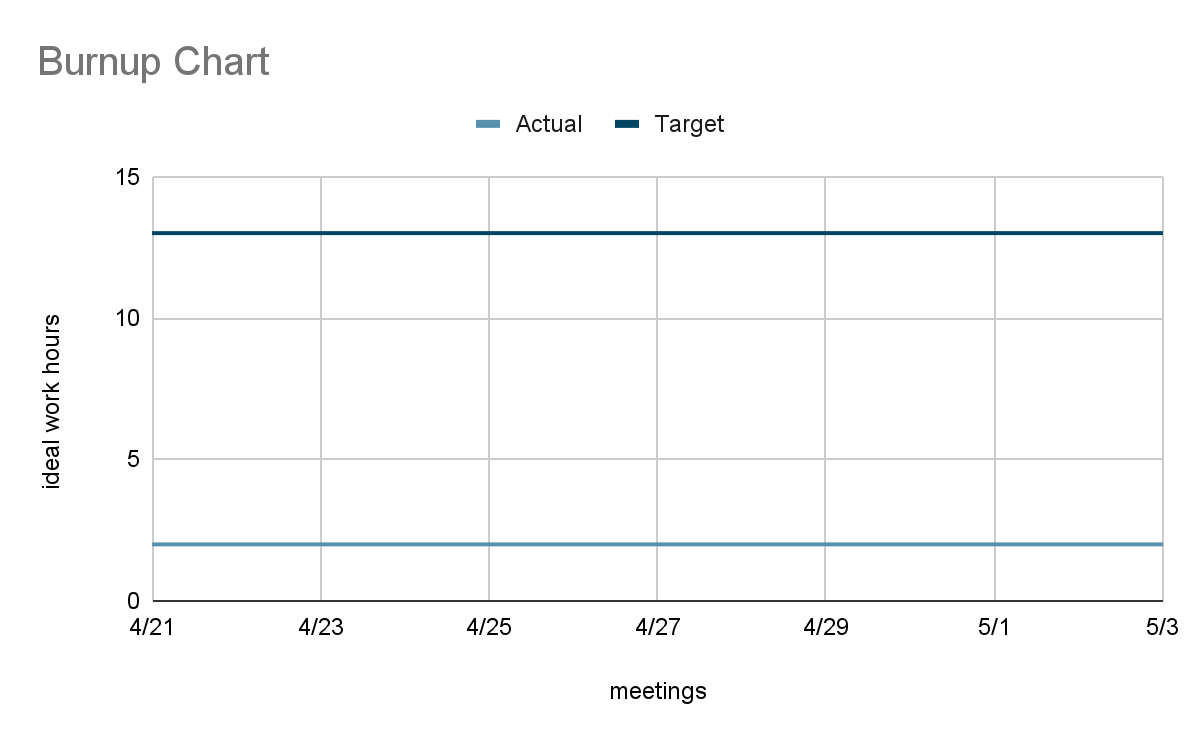 Burnup Chart
Actual Target
15
10
5
0
ideal work hours
4/21 4/23 4/25 4/27 4/29 5/1 5/3
meetings